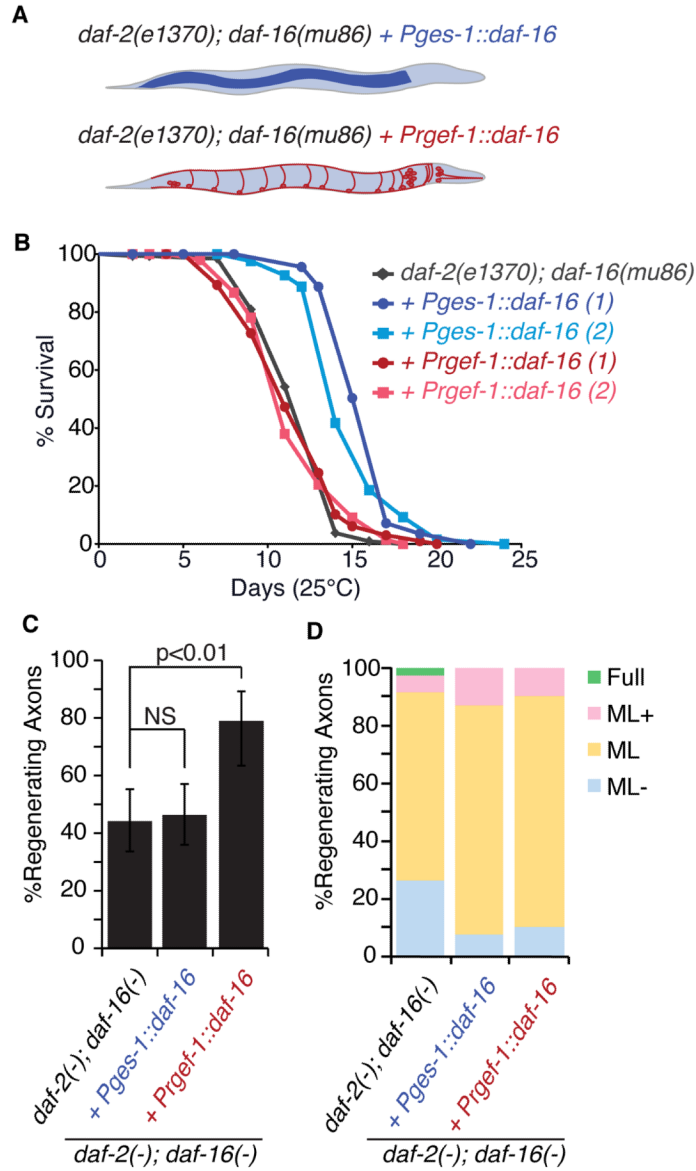 A
daf-2(e1370); daf-16(mu86) + Pges-1::daf-16
daf-2(e1370); daf-16(mu86) + Prgef-1::daf-16
B
100
80
60
40
20
0
% Survival
0 5 10 15 20 25
Days (25°C)
daf-2(e1370); daf-16(mu86)
+ Pges-1::daf-16 (1)
+ Pges-1::daf-16 (2)
+ Prgef-1::daf-16 (1)
+ Prgef-1::daf-16 (2)
C
%Regenerating Axons
100
80
60
40
20
0
p<0.01
NS
daf-2(-); daf-16(-)
+ Pges-1::daf-16
+ Prgef-1::daf-16
daf-2(-); daf-16(-)
D
%Regenerating Axons
100
80
60
40
20
0
Full
ML+
ML
ML-
daf-2(-); daf-16(-)
+ Pges-1::daf-16
+ Prgef-1::daf-16
daf-2(-); daf-16(-)